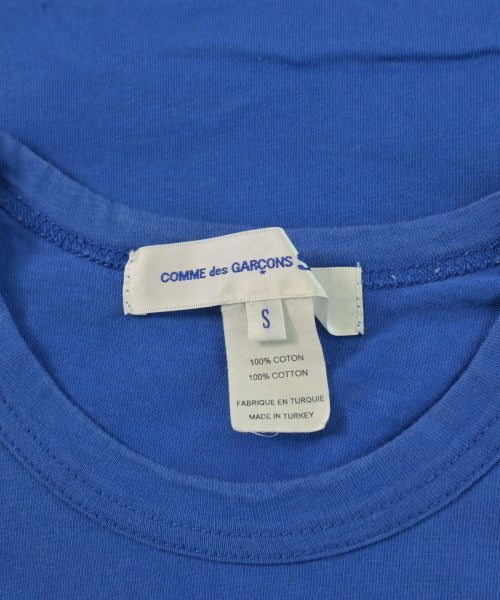 COMME des GARÇONS
S
100% COTON
100% COTTON
FABRIQUE EN TURQUIE
MADE IN TURKEY